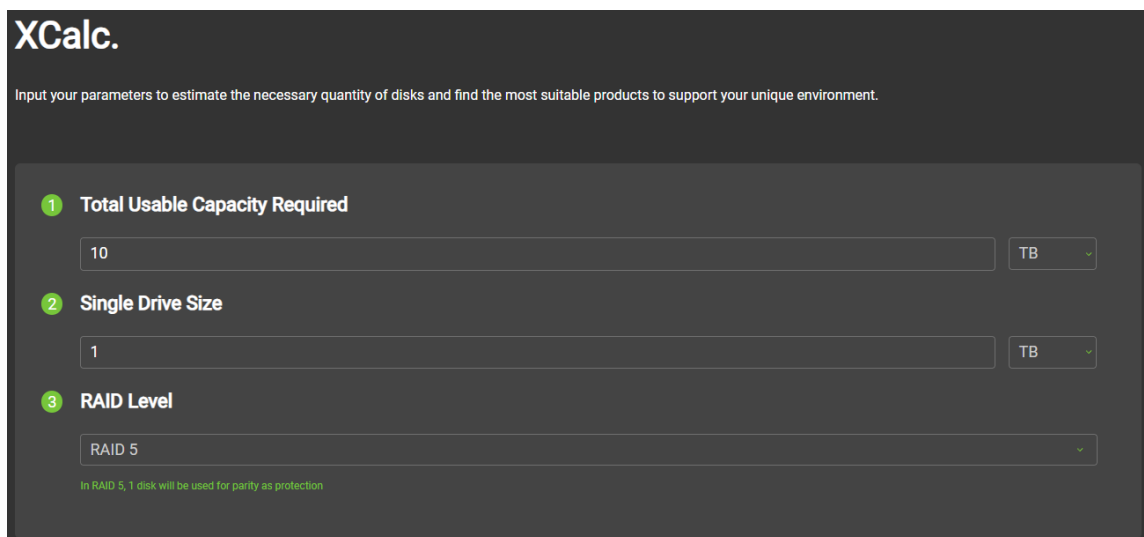 XCalc.
Input your parameters to estimate the necessary quantity of disks and find the most suitable products to support your unique environment.
1 Total Usable Capacity Required
10 TB
2 Single Drive Size
1 TB
3 RAID Level
RAID 5
In RAID 5, 1 disk will be used for parity as protection